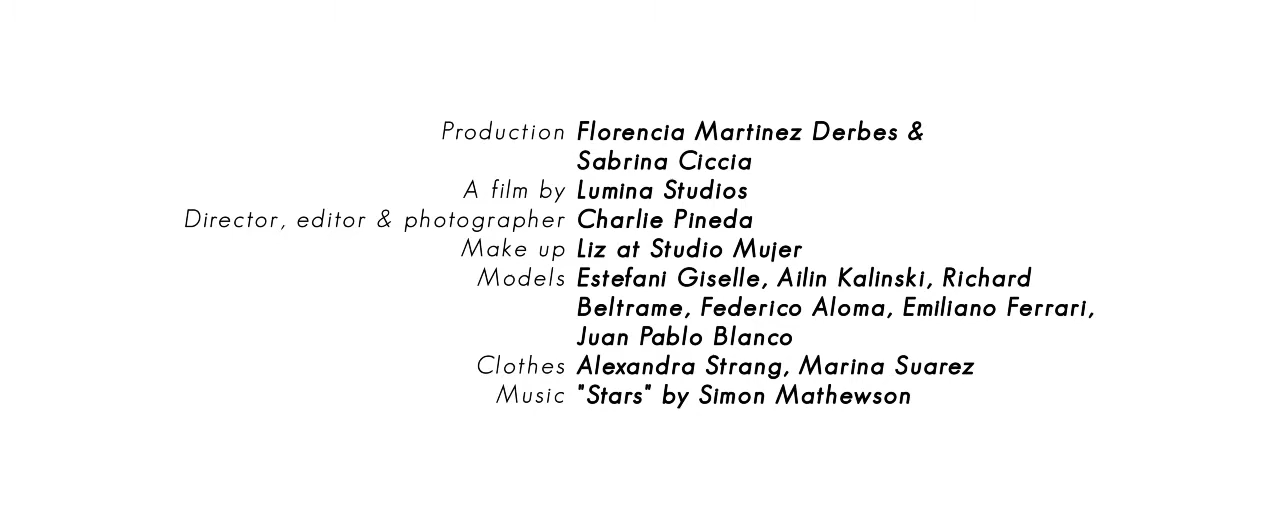 Production Florencia Martinez Derbes &
Sabrina Ciccia
A film by Lumina Studios
Director, editor & photographer Charlie Pineda
Make up Liz at Studio Mujer
Models Estefani Giselle, Ailin Kalinski, Richard
Beltrame, Federico Aloma, Emiliano Ferrari,
Juan Pablo Blanco
Clothes Alexandra Strang, Marina Suarez
Music "Stars" by Simon Mathewson